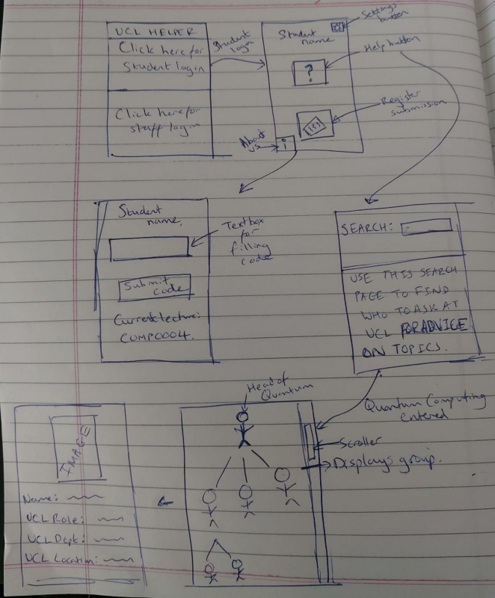 UCL HELPER
Click here for
Student login
Click here for
staff login
Student
login
Student
name
Settings
button
Help button
?
Register
submission
About
us
i
Student
name
Textbox
for
filling
code
Submit
code
Current lecture:
COMP0004.
SEARCH:
USE THIS SEARCH
PAGE TO FIND
WHO TO ASK AT
UCL FOR ADVICE
ON TOPICS.
Quantum Computing
entered
Head of
Quantum
Scroller
Displays group.
IMAGE
Name:
UCL Role:
UCL Dept:
UCL Location: